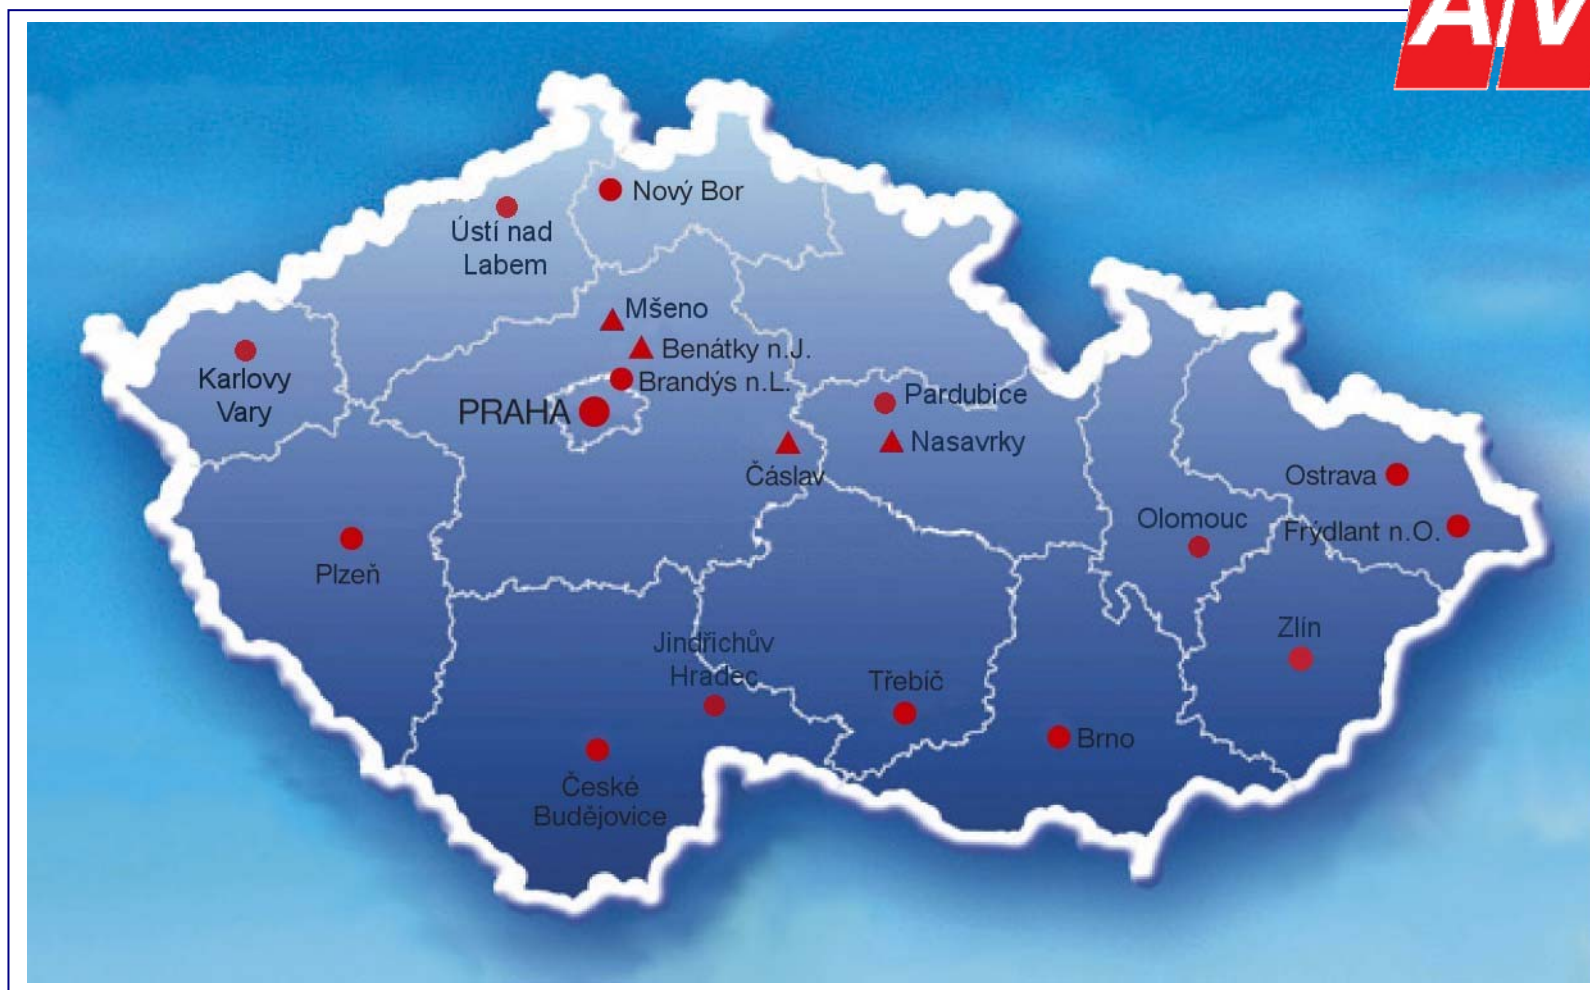 AV
Nový Bor
Ústí nad
Labem
Mšeno
Benátky n.J.
Karlovy
Vary
Brandýs n.L.
Pardubice
PRAHA
Nasavrky
Čáslav
Ostrava
Olomouc
Frýdlant n.O.
Plzeň
Zlín
Jindřichův
Hradec
Třebíč
Brno
České
Budějovice